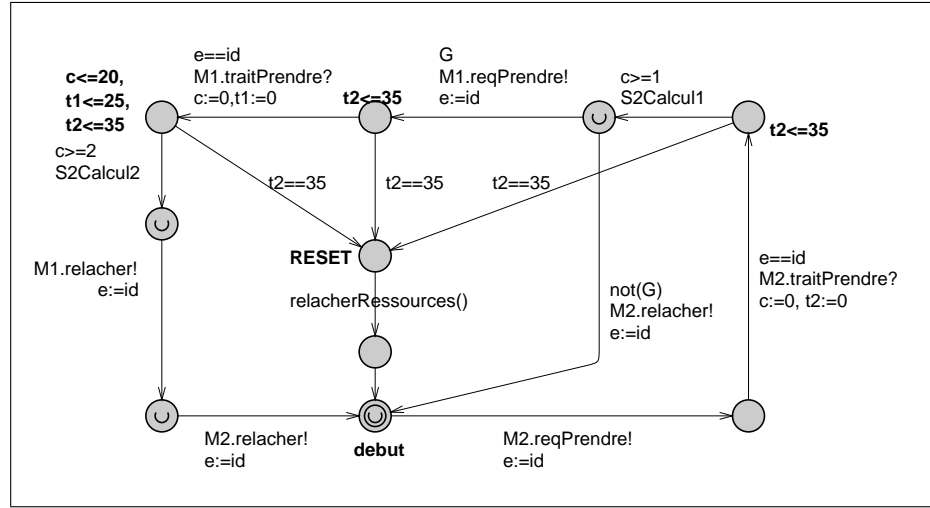 e==id
M1.traitPrendre?
c:=0,t1:=0
G
M1.reqPrendre!
e:=id
c>=1
S2Calcul1
c<=20,
t1<=25,
t2<=35
t2<=35
t2<=35
c>=2
S2Calcul2
t2==35
t2==35
t2==35
RESET
M1.relacher!
e:=id
relacherRessources()
not(G)
M2.relacher!
e:=id
e==id
M2.traitPrendre?
c:=0, t2:=0
M2.relacher!
e:=id
debut
M2.reqPrendre!
e:=id